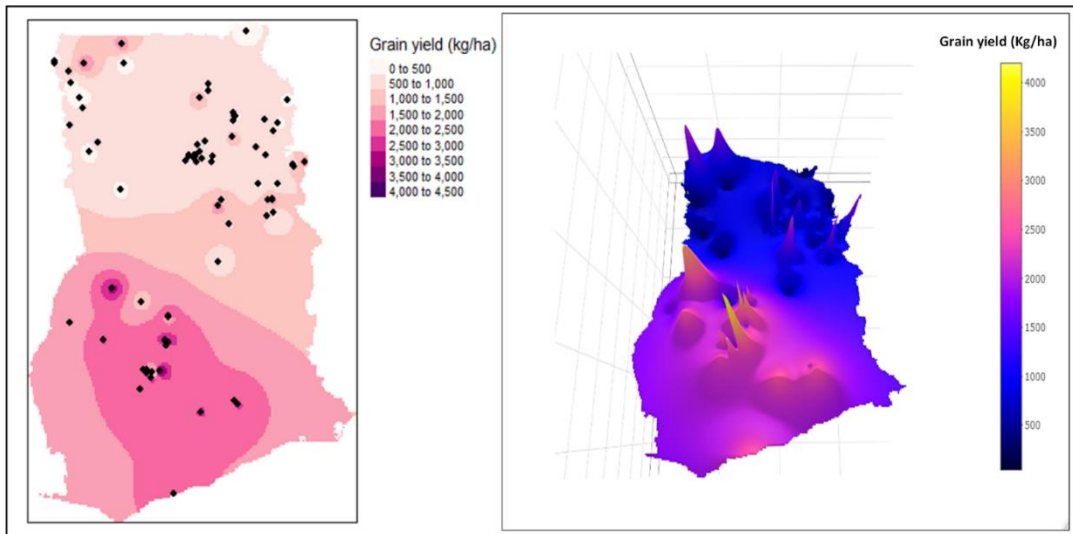 Grain yield (kg/ha)
0 to 500
500 to 1,000
1,000 to 1,500
1,500 to 2,000
2,000 to 2,500
2,500 to 3,000
3,000 to 3,500
3,500 to 4,000
4,000 to 4,500
Grain yield (Kg/ha)
4000
3500
3000
2500
2000
1500
1000
500